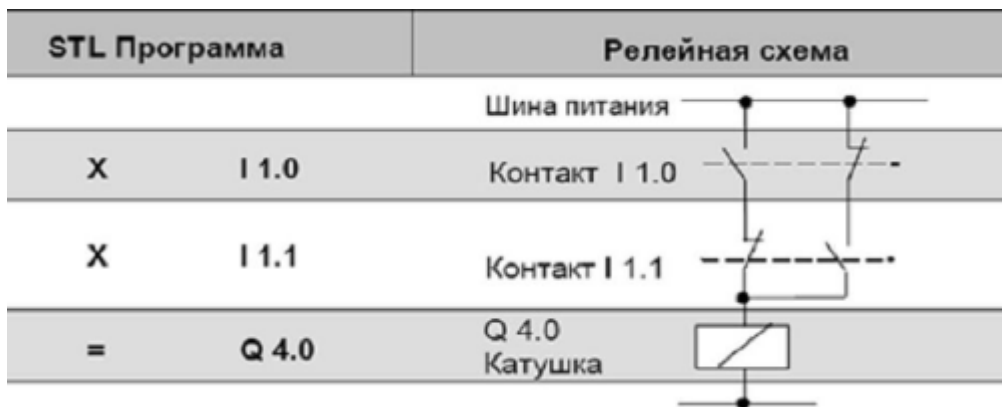 STL Программа Релейная схема
Шина питания
X I 1.0 Контакт I 1.0
X I 1.1 Контакт I 1.1
= Q 4.0 Q 4.0
Катушка